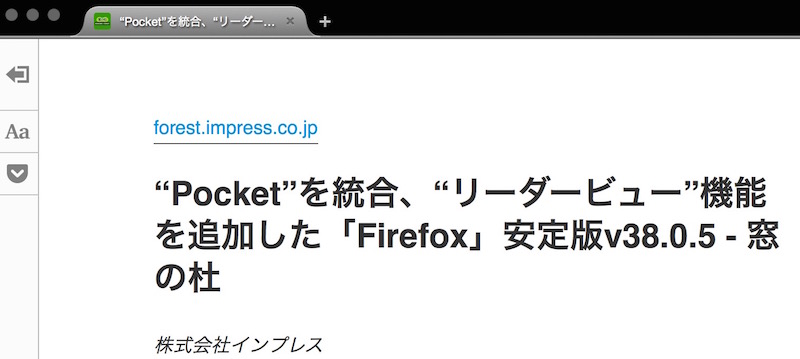 “Pocket”を統合、“リーダー...
Aa
forest.impress.co.jp
“Pocket”を統合、“リーダービュー”機能
を追加した「Firefox」安定版v38.0.5 - 窓
の杜
株式会社インプレス